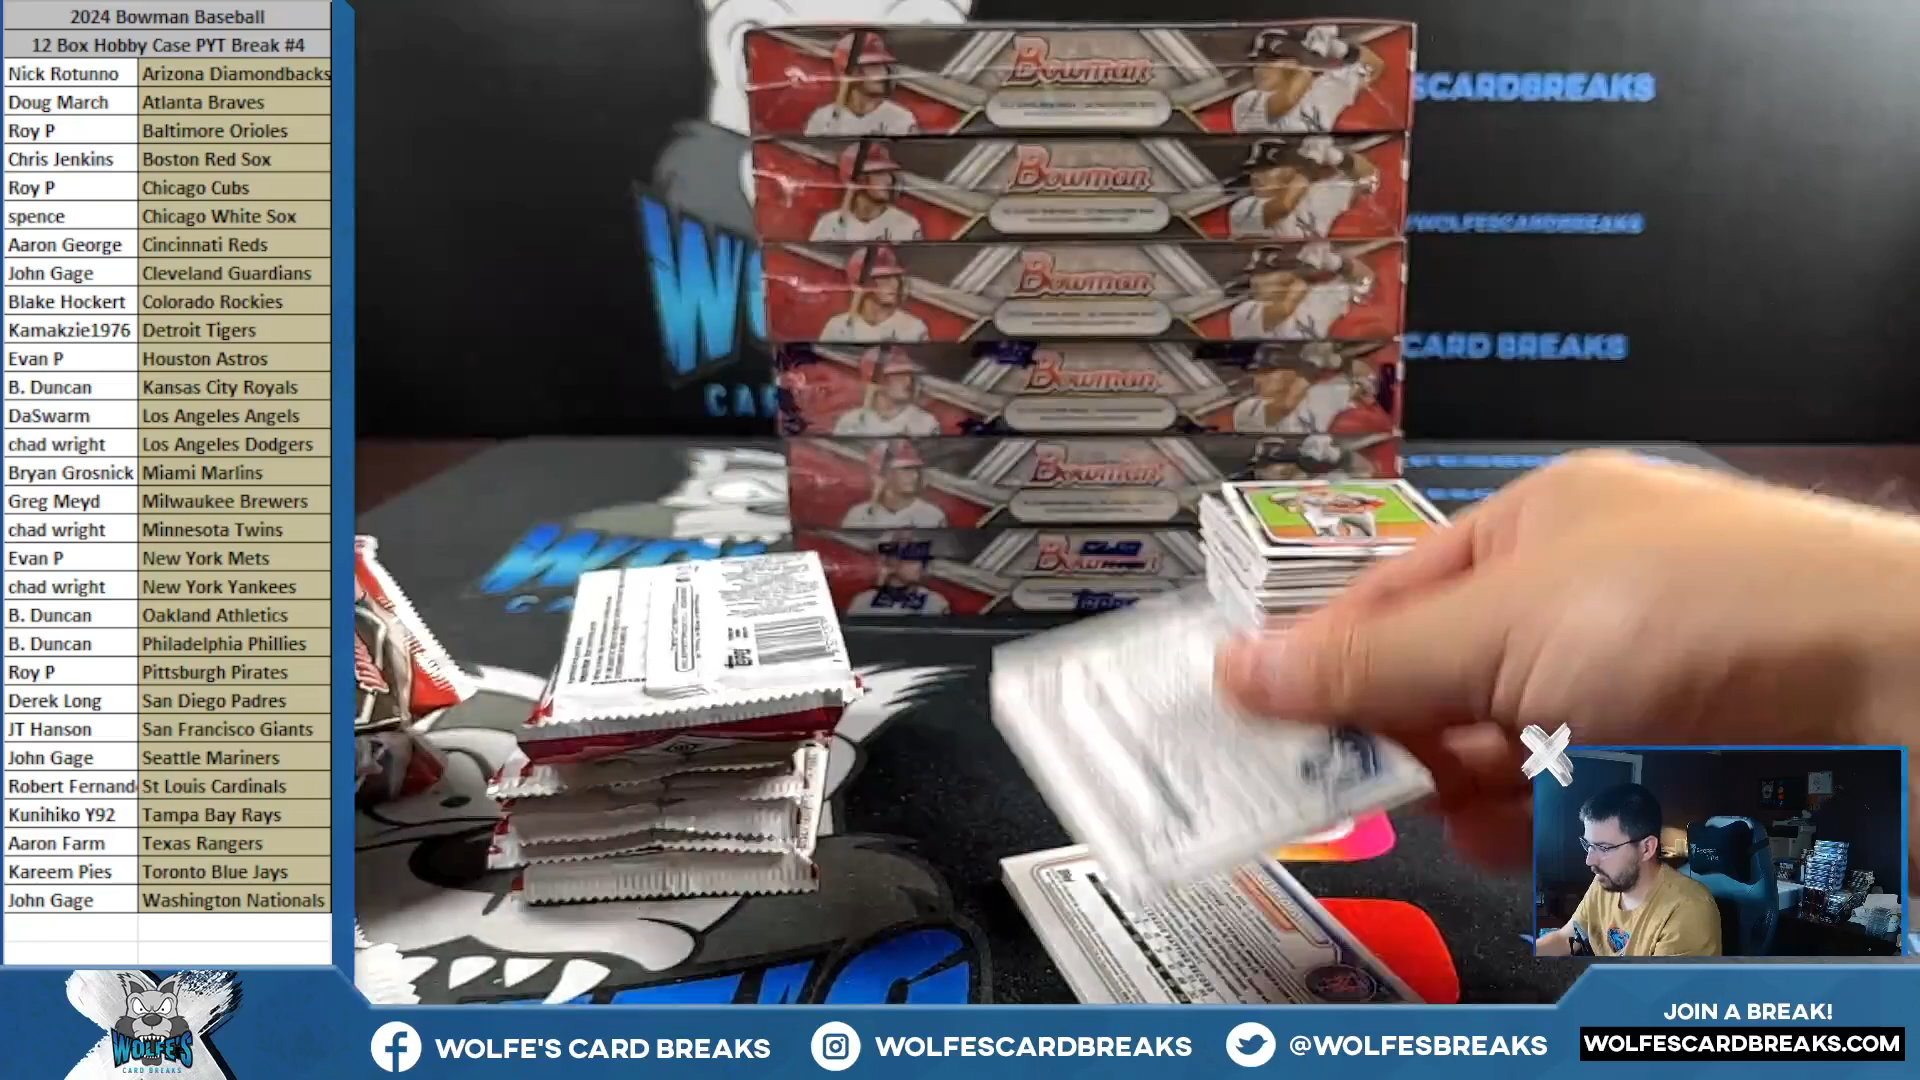 2024 Bowman Baseball
12 Box Hobby Case PYT Break #4
Nick Rotunno Arizona Diamondbacks
Doug March Atlanta Braves
Roy P Baltimore Orioles
Chris Jenkins Boston Red Sox
Roy P Chicago Cubs
spence Chicago White Sox
Aaron George Cincinnati Reds
John Gage Cleveland Guardians
Blake Hockert Colorado Rockies
Kamakzie1976 Detroit Tigers
Evan P Houston Astros
B. Duncan Kansas City Royals
DaSwarm Los Angeles Angels
chad wright Los Angeles Dodgers
Bryan Grosnick Miami Marlins
Greg Meyd Milwaukee Brewers
chad wright Minnesota Twins
Evan P New York Mets
chad wright New York Yankees
B. Duncan Oakland Athletics
B. Duncan Philadelphia Phillies
Roy P Pittsburgh Pirates
Derek Long San Diego Padres
JT Hanson San Francisco Giants
John Gage Seattle Mariners
Robert Fernand St Louis Cardinals
Kunihiko Y92 Tampa Bay Rays
Aaron Farm Texas Rangers
Kareem Pies Toronto Blue Jays
John Gage Washington Nationals
Bowman
Bowman
Bowman
Bowman
Bowman
Bowman
SCARDBREAKS
/WOLFESCARDBREAKS
CARD BREAKS
WOLFE'S
CARD BREAKS
WOLFE'S CARD BREAKS
WOLFESCARDBREAKS
@WOLFESBREAKS
JOIN A BREAK!
WOLFESCARDBREAKS.COM